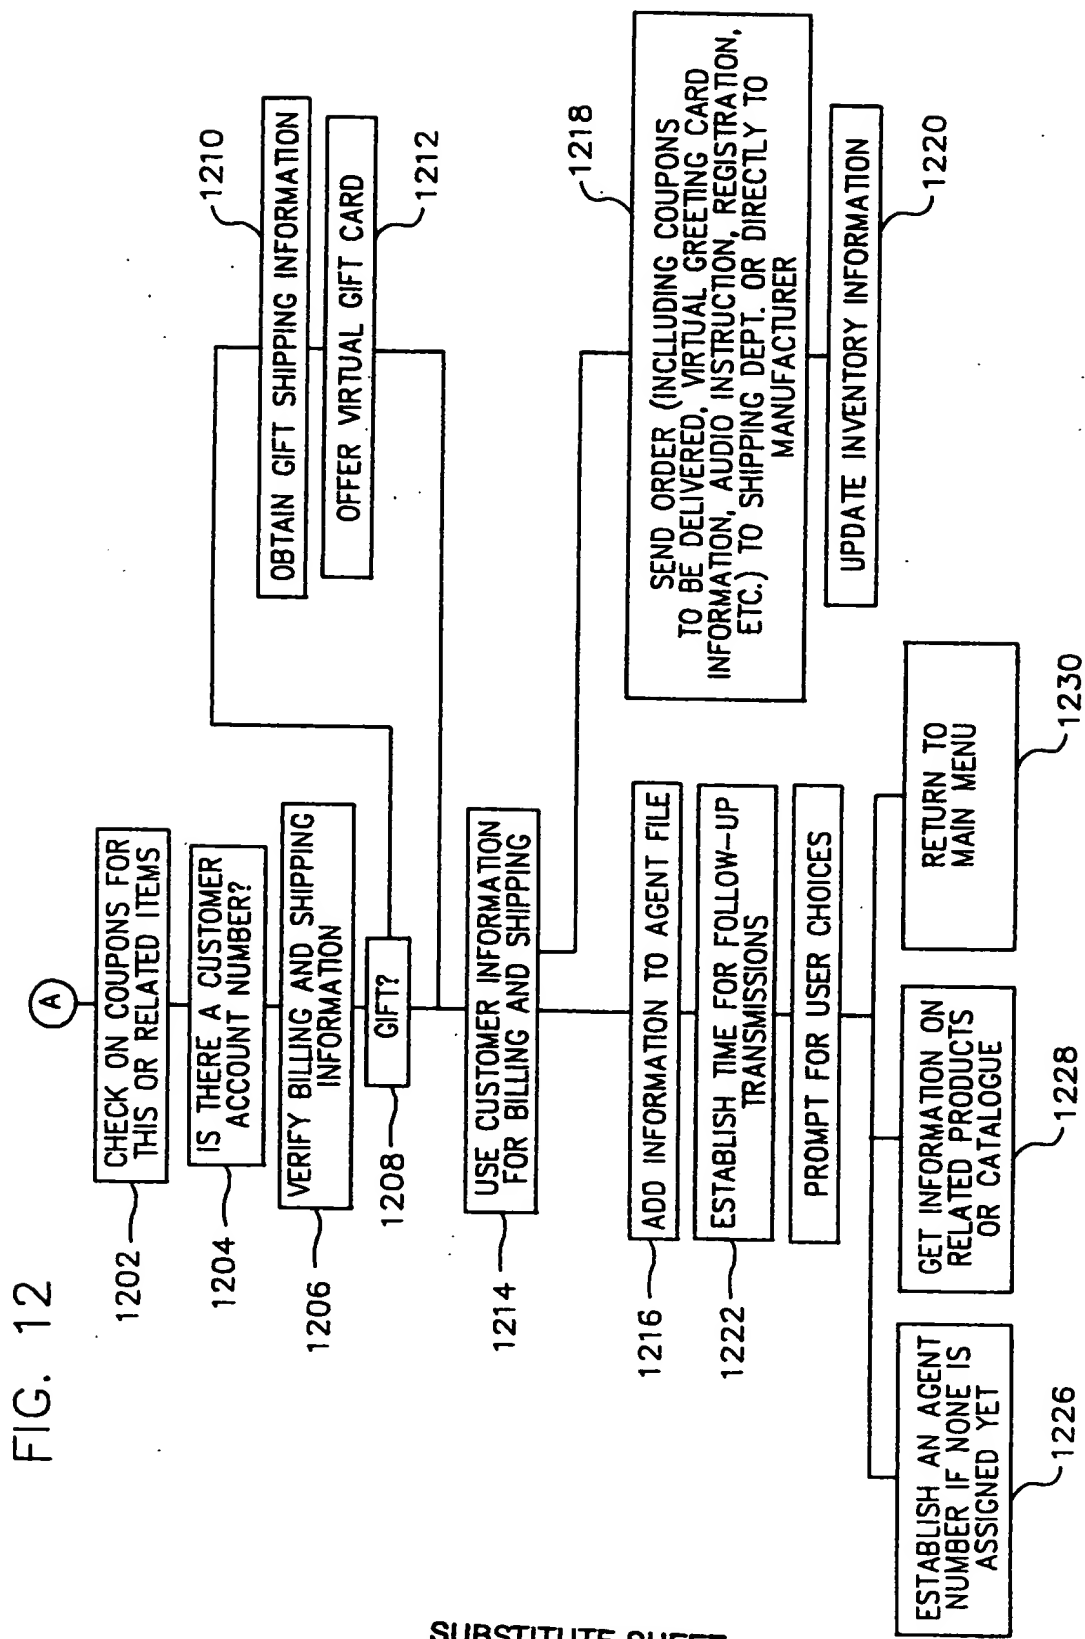 FIG. 12
A
CHECK ON COUPONS FOR
THIS OR RELATED ITEMS
1202
IS THERE A CUSTOMER
ACCOUNT NUMBER?
1204
VERIFY BILLING AND SHIPPING
INFORMATION
1206
GIFT?
1208
1210
OBTAIN GIFT SHIPPING INFORMATION
OFFER VIRTUAL GIFT CARD
1212
USE CUSTOMER INFORMATION
FOR BILLING AND SHIPPING
1214
1218
SEND ORDER (INCLLUDING COUPONS
TO BE DELIVERED, VIRTUAL GREETING CARD
INFORMATION, AUDIO INSTRUCTION, REGISTRATION,
ETC.) TO SHIPPING DEPT. OR DIRECTLY TO
MANUFACTURER
UPDATE INVENTORY INFORMATION
1220
ADD INFORMATION TO AGENT FILE
1216
ESTABLISH TIME FOR FOLLOW-UP
TRANSMISSIONS
1222
PROMPT FOR USER CHOICES
ESTABLISH AN AGENT
NUMBER IF NONE IS
ASSIGNED YET
1226
GET INFORMATION ON
RELATED PRODUCTS
OR CATALOGUE
1228
RETURN TO
MAIN MENU
1230
SUBSTITUTE SHEET